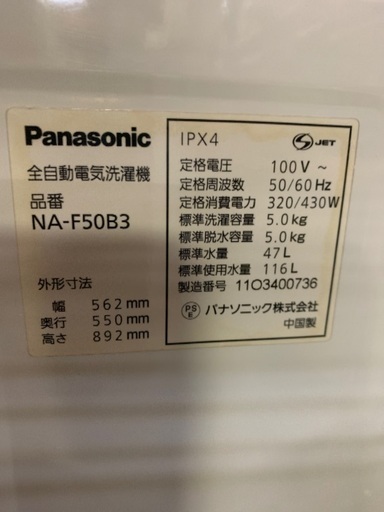 Panasonic
全自動電気洗濯機
品番
NA-F50B3
外形寸法
幅 562mm
奥行 550mm
高さ 892mm
IPX4
S JET
定格電圧 100V～
定格周波数 50/60Hz
定格消費電力 320/430W
標準洗濯容量 5.0kg
標準脱水容量 5.0kg
標準水量 47L
標準使用水量 116L
製造番号 11O3400736
PSE パナソニック株式会社
中国製